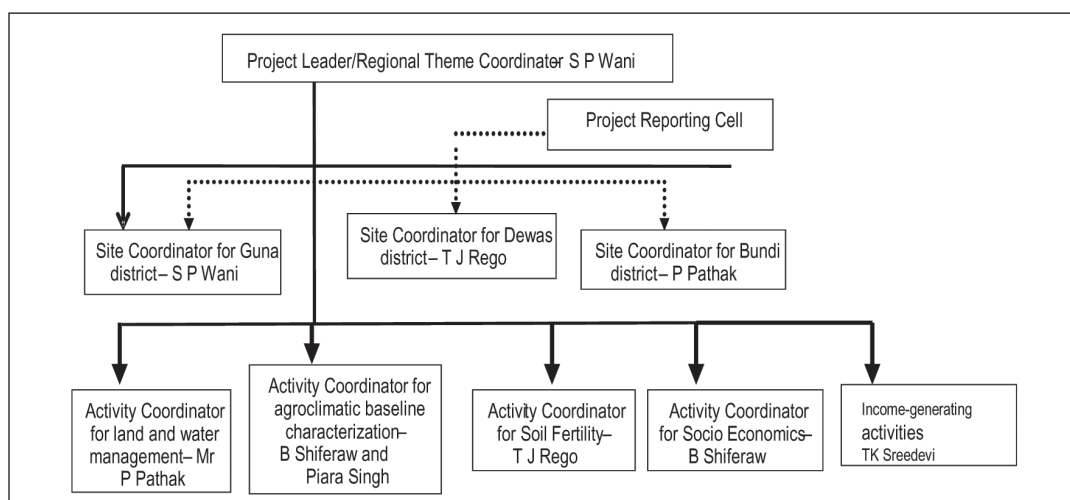 Project Leader/Regional Theme Coordinator- S P Wani
Project Reporting Cell
Site Coordinator for Guna
district– S P Wani
Site Coordinator for Dewas
district– T J Rego
Site Coordinator for Bundi
district– P Pathak
Activity Coordinator
for land and water
management– Mr
P Pathak
Activity Coordinator for
agroclimatic baseline
characterization–
B Shiferaw and
Piara Singh
Activity Coordinator
for Soil Fertility–
T J Rego
Activity Coordinator
for Socio Economics–
B Shiferaw
Income-generating
activities
TK Sreedevi